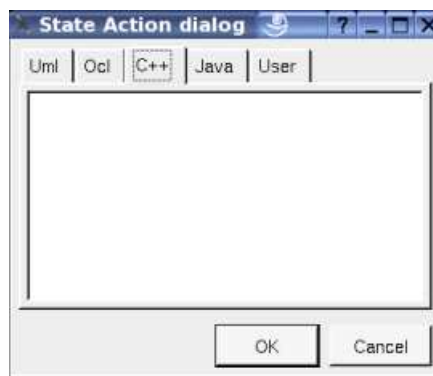 State Action dialog ?
Uml Ocl C++ Java User
OK Cancel